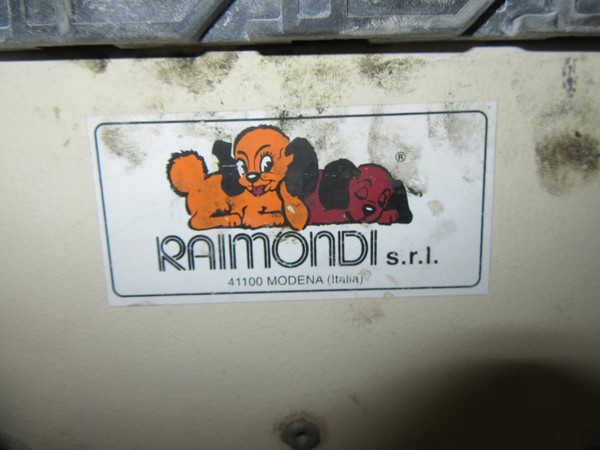 ®
RAIMONDI s.r.l.
41100 MODENA (Italia)